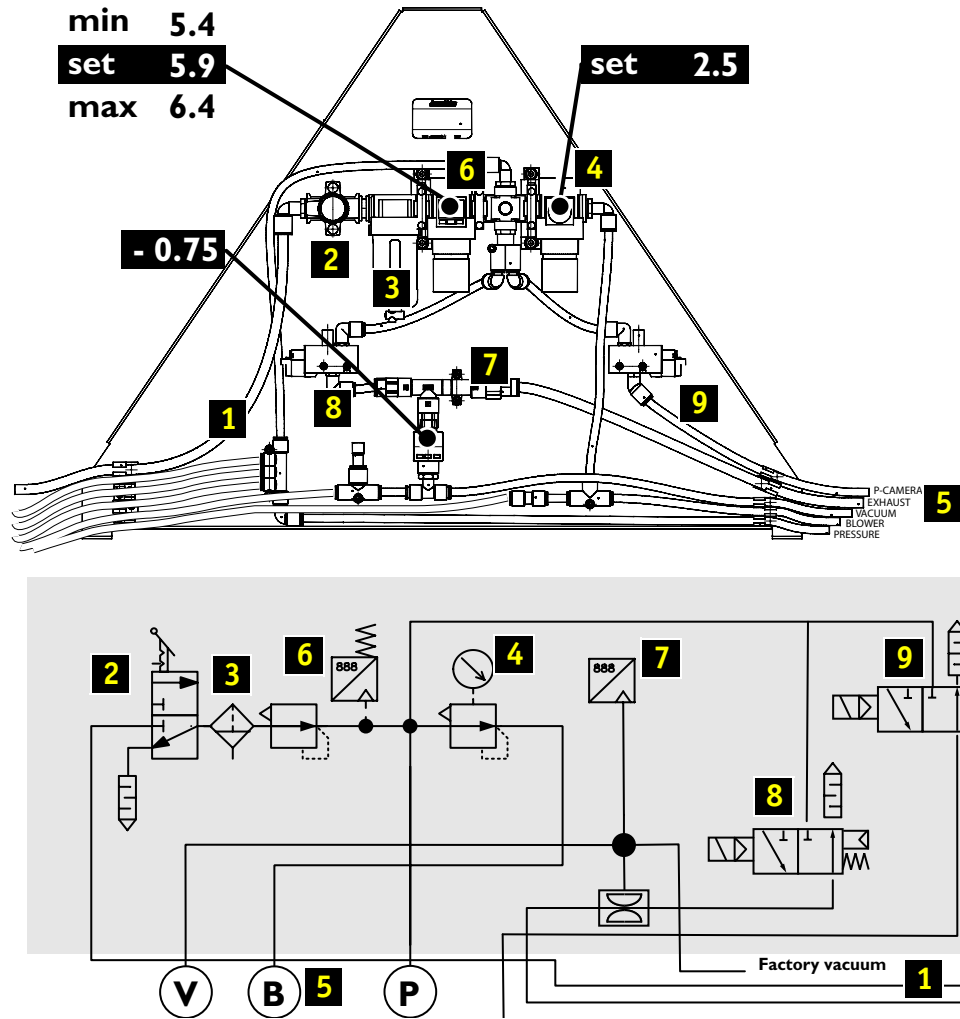 min 5.4
set 5.9
max 6.4
set 2.5
6
4
2
- 0.75
3
7
8
9
1
P-CAMERA
EXHAUST
VACUUM
BLOWER
PRESSURE
5
2
3
6
888
4
888
7
9
8
Factory vacuum
1
V
B
5
P